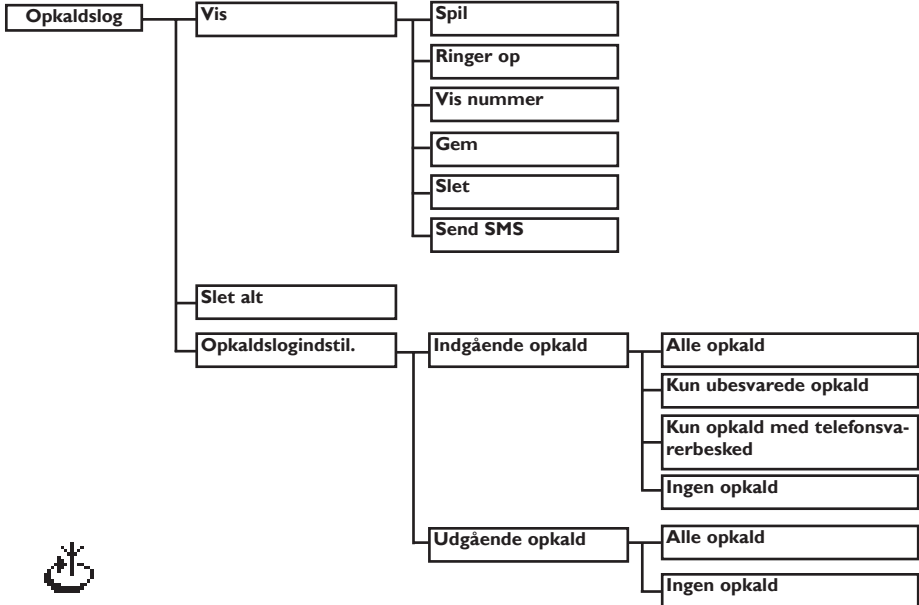 Opkaldslog
Vis
Spil
Ringer op
Vis nummer
Gem
Slet
Send SMS
Slet alt
Opkaldslogindstil.
Indgående opkald
Alle opkald
Kun ubesvarede opkald
Kun opkald med telefonsva-
rerbesked
Ingen opkald
Udgående opkald
Alle opkald
Ingen opkald